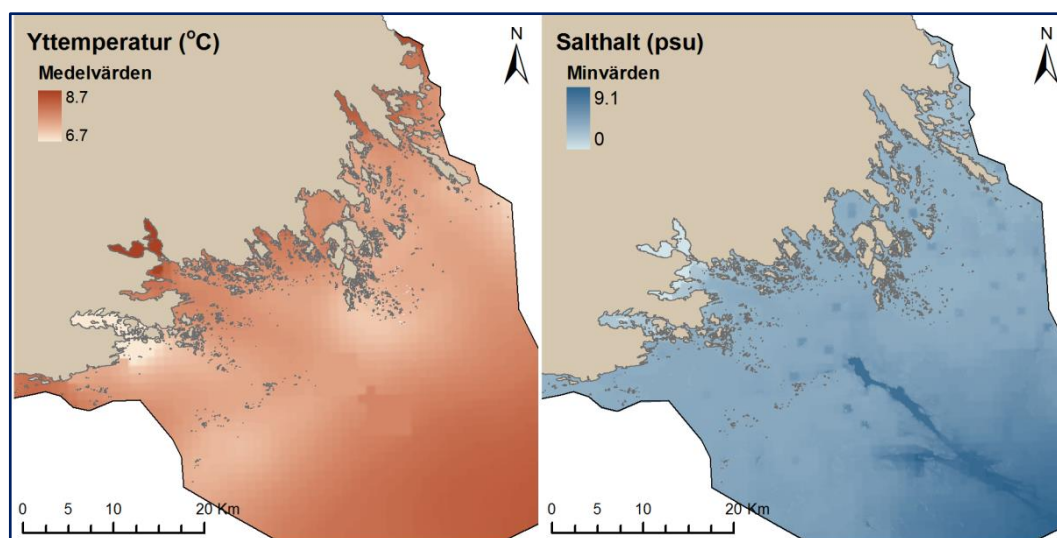 Yttemperatur (°C)
Medelvärden
8.7
6.7
N
0 5 10 20 Km
Salthalt (psu)
Minvärden
9.1
0
N
0 5 10 20 Km